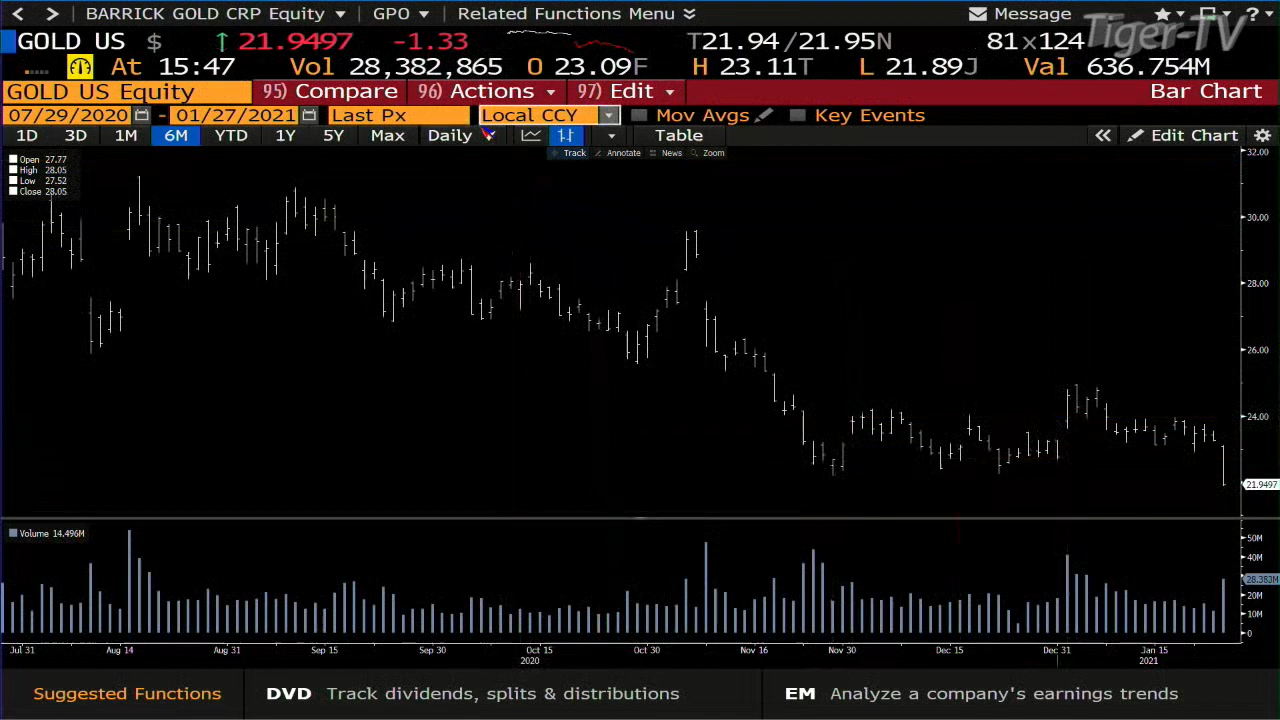 < > BARRICK GOLD CRP Equity GPO Related Functions Menu Message ?
Tiger-TV
GOLD US $ ↑ 21.9497 -1.33 T21.94/21.95N 81x124
At 15:47 Vol 28,382,865 O 23.09F H 23.11T L 21.89J Val 636.754M
GOLD US Equity 95) Compare 96) Actions 97) Edit Bar Chart
07/29/2020 - 01/27/2021 Last Px Local CCY Mov Avgs Key Events
1D 3D 1M 6M YTD 1Y 5Y Max Daily Table « Edit Chart
Track Annotate News Zoom
Open 27.77
High 28.05
Low 27.52
Close 28.05
32.00
30.00
28.00
26.00
24.00
21.9497
Volume 14.496M
50M
40M
28.383M
20M
10M
0
Jul 31 Aug 14 Aug 31 Sep 15 Sep 30 Oct 15 Oct 30 Nov 16 Nov 30 Dec 15 Dec 31 Jan 15
2020 2021
Suggested Functions DVD Track dividends, splits & distributions EM Analyze a company's earnings trends